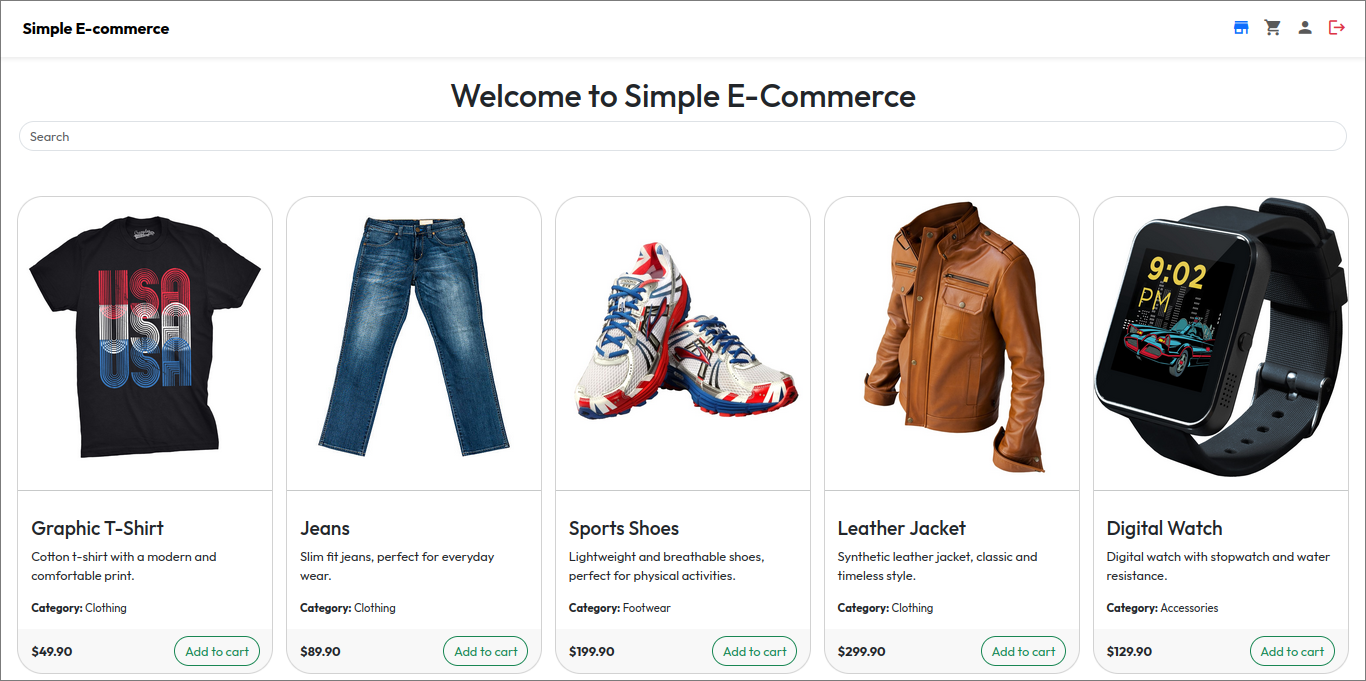 Simple E-commerce
Welcome to Simple E-Commerce
Search
USA
USA
USA
9:02
PM
Graphic T-Shirt
Cotton t-shirt with a modern and
comfortable print.
Category: Clothing
$49.90
Add to cart
Jeans
Slim fit jeans, perfect for everyday
wear.
Category: Clothing
$89.90
Add to cart
Sports Shoes
Lightweight and breathable shoes,
perfect for physical activities.
Category: Footwear
$199.90
Add to cart
Leather Jacket
Synthetic leather jacket, classic and
timeless style.
Category: Clothing
$299.90
Add to cart
Digital Watch
Digital watch with stopwatch and water
resistance.
Category: Accessories
$129.90
Add to cart